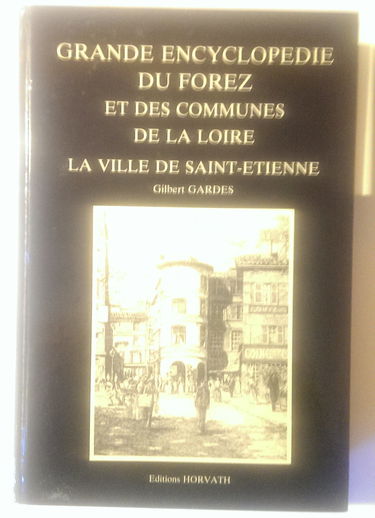 GRANDE ENCYCLOPEDIE
DU FOREZ
ET DES COMMUNES
DE LA LOIRE
LA VILLE DE SAINT-ETIENNE
Gilbert GARDES
Editions HORVATH